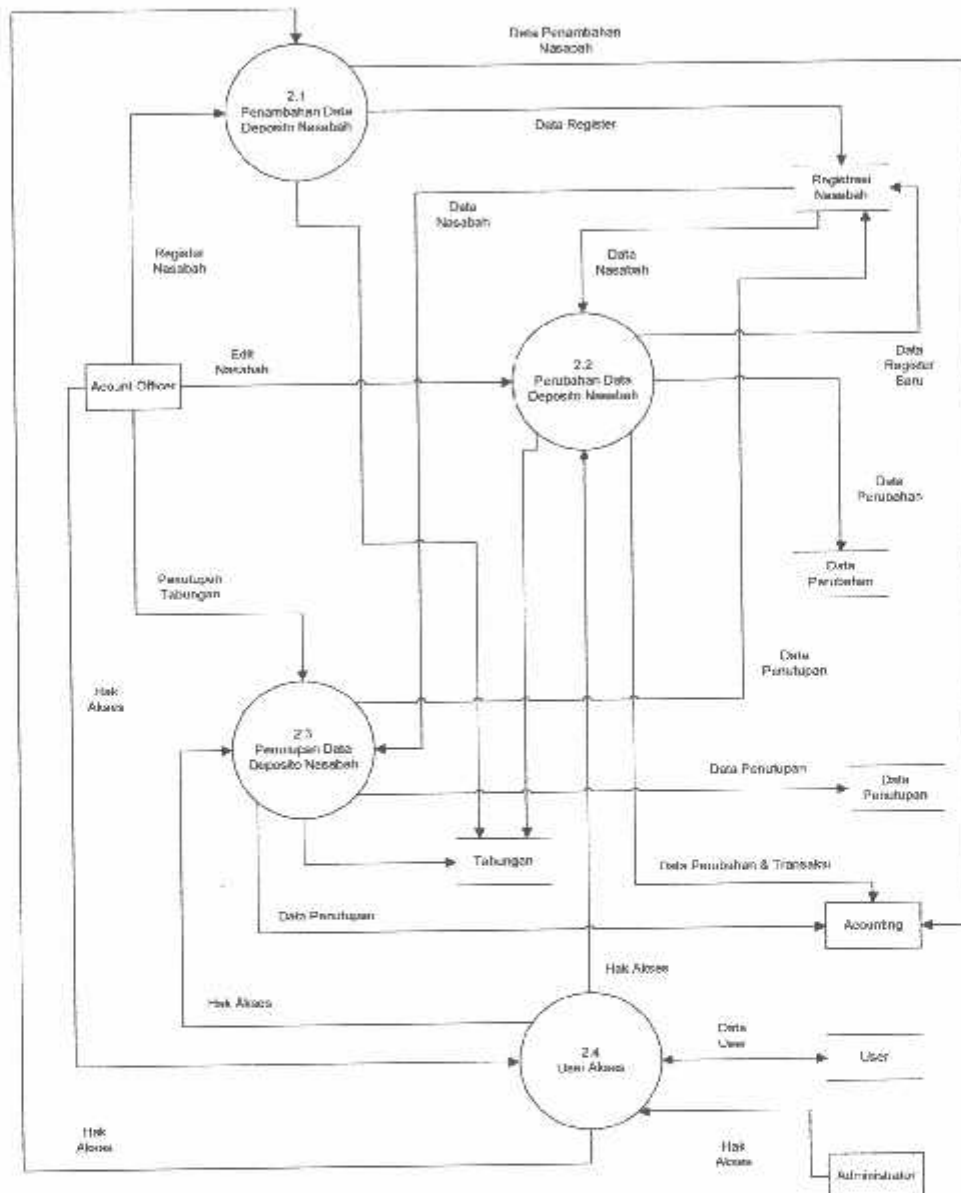 Data Penambahan
Nasabah
2.1
Penambahan Data
Deposito Nasabah
Data Register
Registrasi
Nasabah
Data
Nasabah
Register
Nasabah
Data
Nasabah
Edit
Nasabah
Acount Officer
2.2
Perubahan Data
Deposito Nasabah
Data
Register
Baru
Data
Perubahan
Data
Perubahan
Penutupan
Tabungan
Data
Penutupan
Hak
Akses
2.3
Penutupan Data
Deposito Nasabah
Data Penutupan
Data
Penutupan
Tabungan
Data Perubahan & Transaksi
Data Penutupan
Acounting
Hak Akses
Hak Akses
2.4
User Akses
Data
User
User
Hak
Akses
Hak
Akses
Administrator